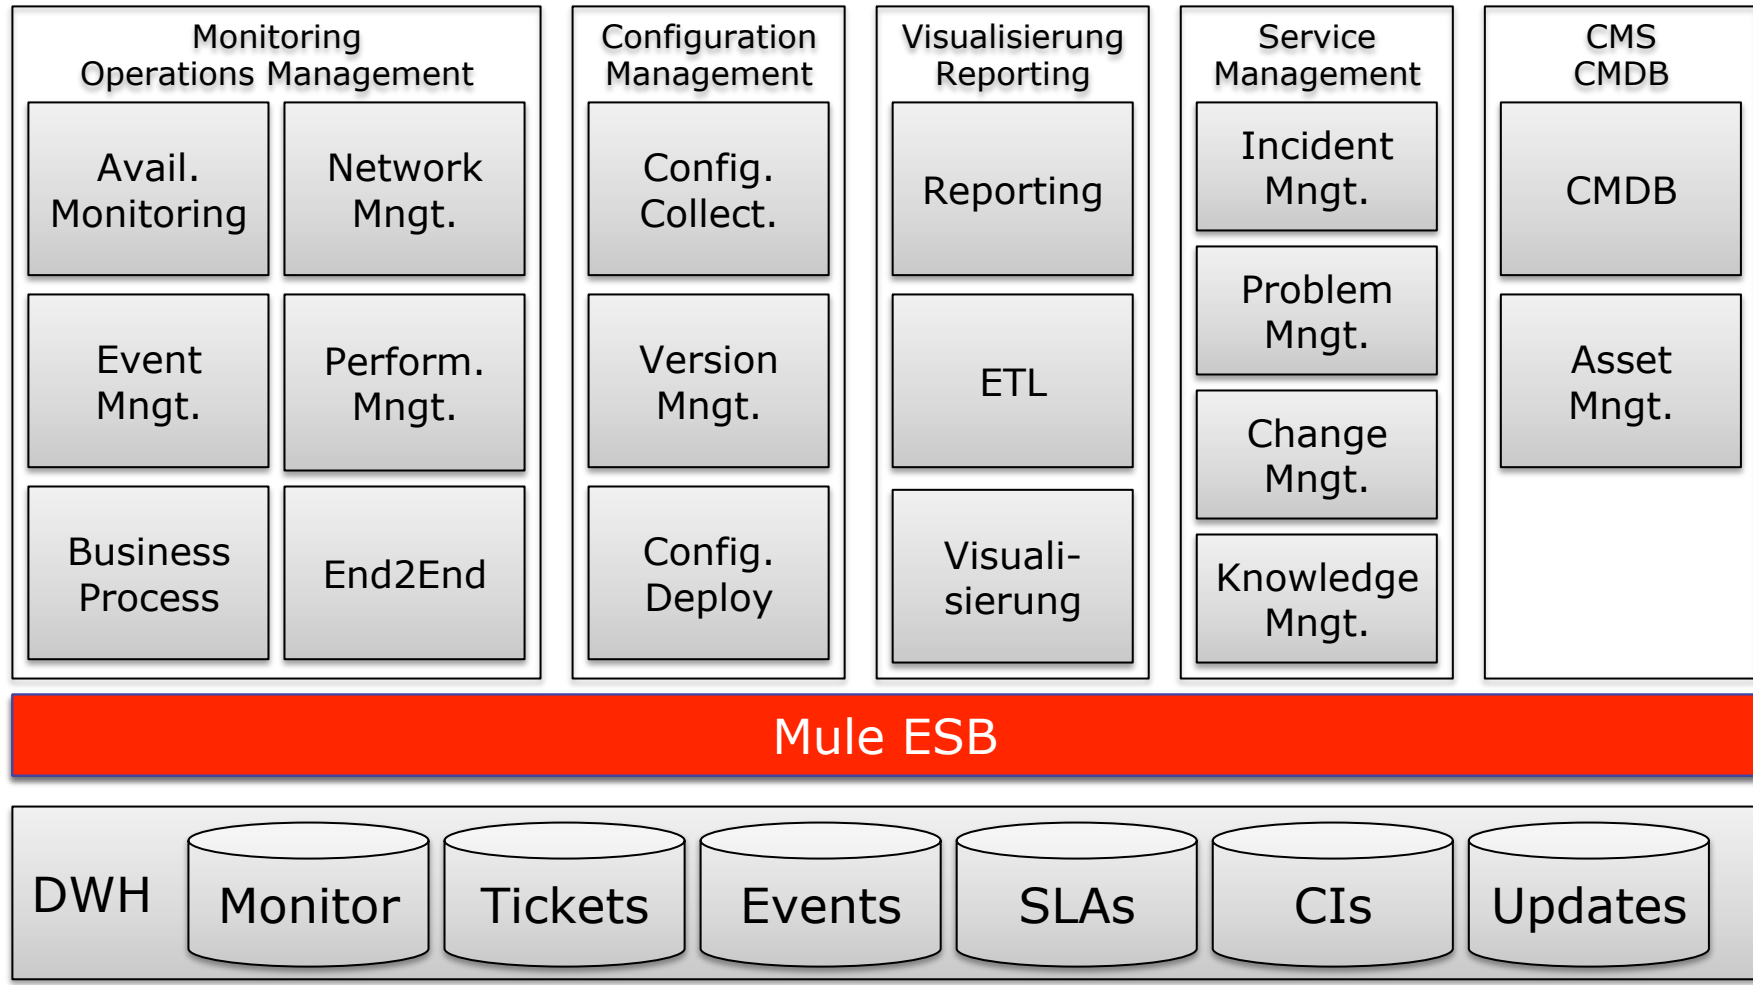 Monitoring
Operations Management
Avail.
Monitoring
Network
Mngt.
Event
Mngt.
Perform.
Mngt.
Business
Process
End2End
Configuration
Management
Config.
Collect.
Version
Mngt.
Config.
Deploy
Visualisierung
Reporting
Reporting
ETL
Visuali-
sierung
Service
Management
Incident
Mngt.
Problem
Mngt.
Change
Mngt.
Knowledge
Mngt.
CMS
CMDB
CMDB
Asset
Mngt.
Mule ESB
DWH
Monitor
Tickets
Events
SLAs
CIs
Updates